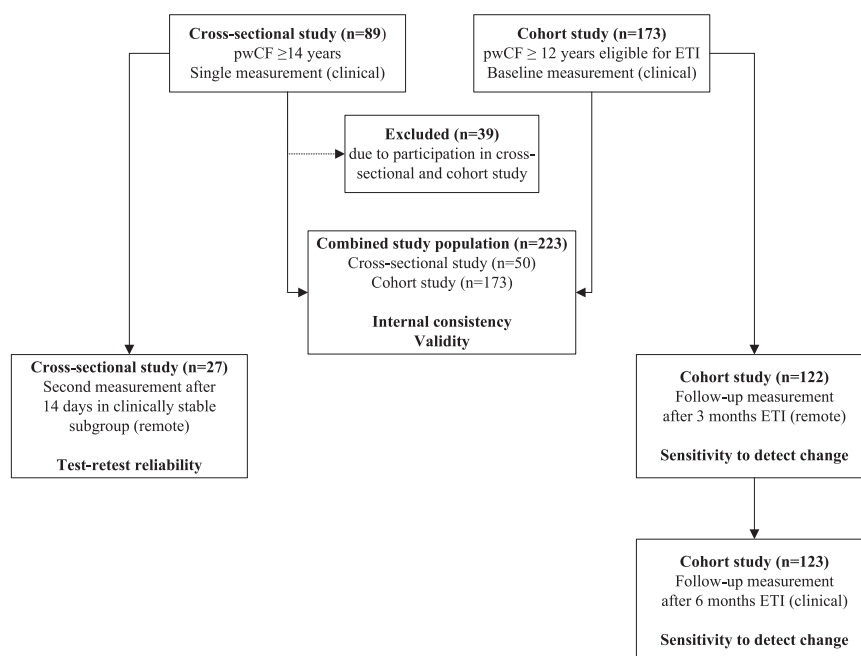 Cross-sectional study (n=89)
pwCF ≥14 years
Single measurement (clinical)
Cohort study (n=173)
pwCF ≥ 12 years eligible for ETI
Baseline measurement (clinical)
Excluded (n=39)
due to participation in cross-
sectional and cohort study
Combined study population (n=223)
Cross-sectional study (n=50)
Cohort study (n=173)
Internal consistency
Validity
Cross-sectional study (n=27)
Second measurement after
14 days in clinically stable
subgroup (remote)
Test-retest reliability
Cohort study (n=122)
Follow-up measurement
after 3 months ETI (remote)
Sensitivity to detect change
Cohort study (n=123)
Follow-up measurement
after 6 months ETI (clinical)
Sensitivity to detect change